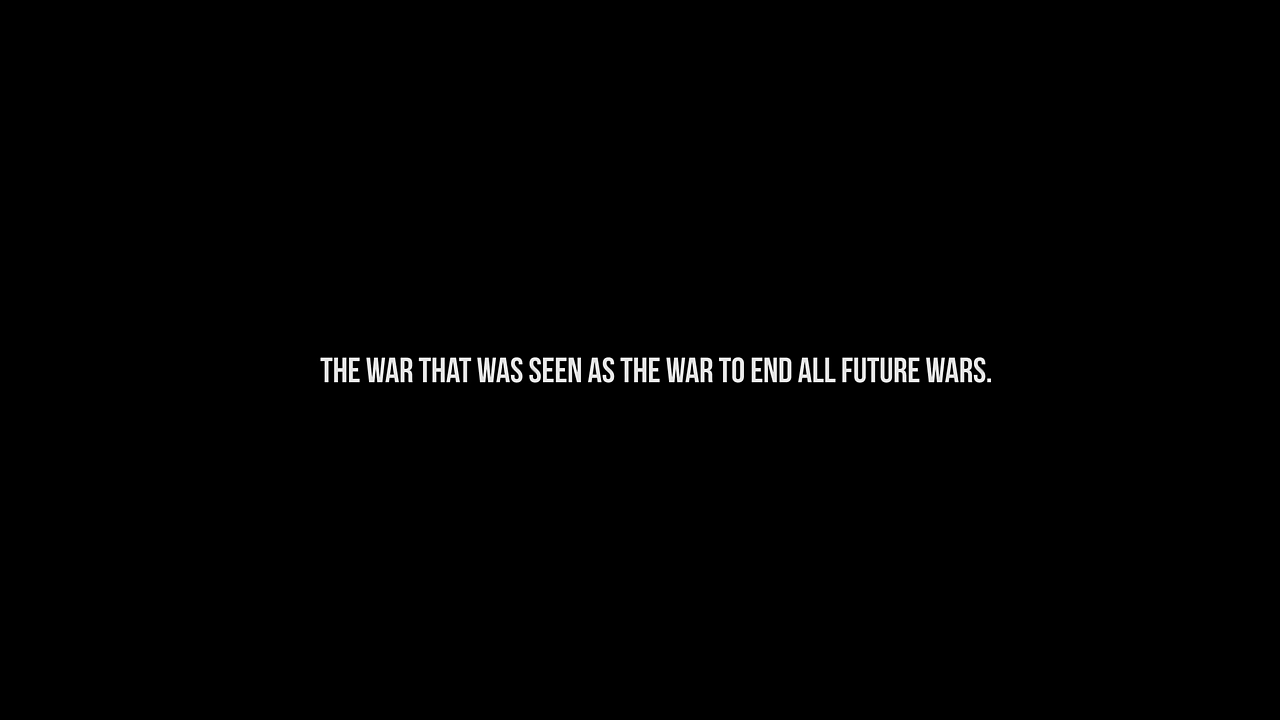 THE WAR THAT WAS SEEN AS THE WAR TO END ALL FUTURE WARS.